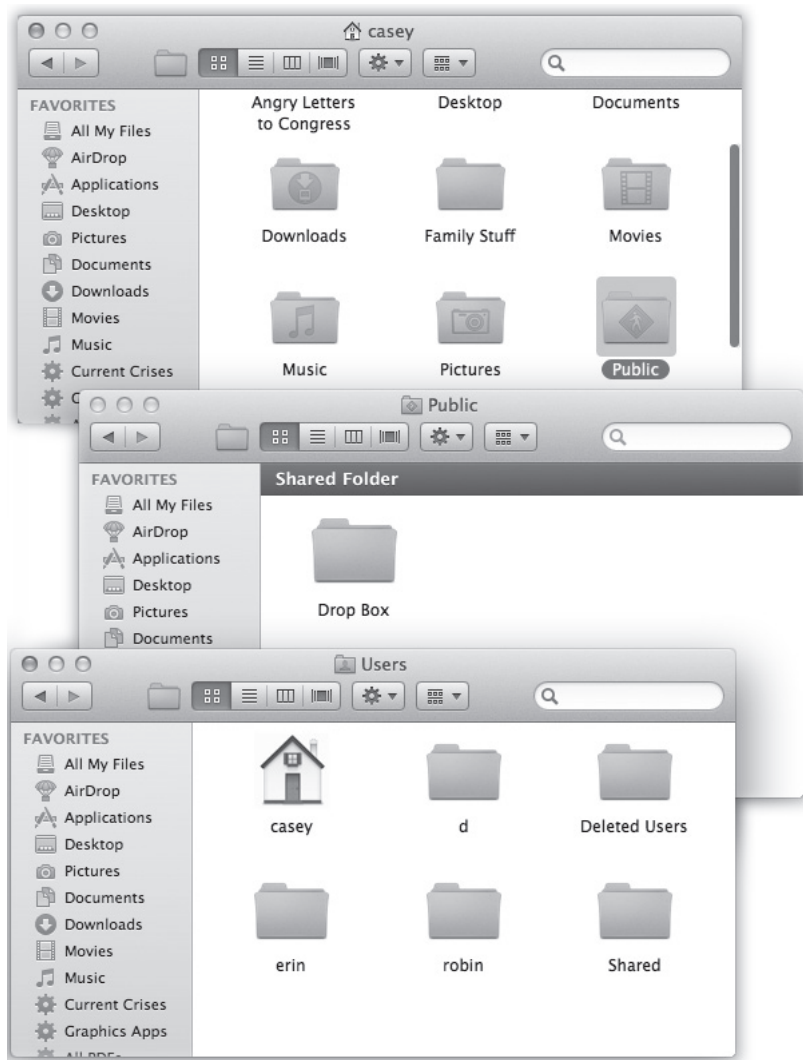 casey
FAVORITES
All My Files
AirDrop
Applications
Desktop
Pictures
Documents
Downloads
Movies
Music
Current Crises
Angry Letters
to Congress
Desktop
Documents
Downloads
Family Stuff
Movies
Music
Pictures
Public
Public
FAVORITES
All My Files
AirDrop
Applications
Desktop
Pictures
Documents
Shared Folder
Drop Box
Users
FAVORITES
All My Files
AirDrop
Applications
Desktop
Pictures
Documents
Downloads
Movies
Music
Current Crises
Graphics Apps
All PDFs
casey
d
Deleted Users
erin
robin
Shared